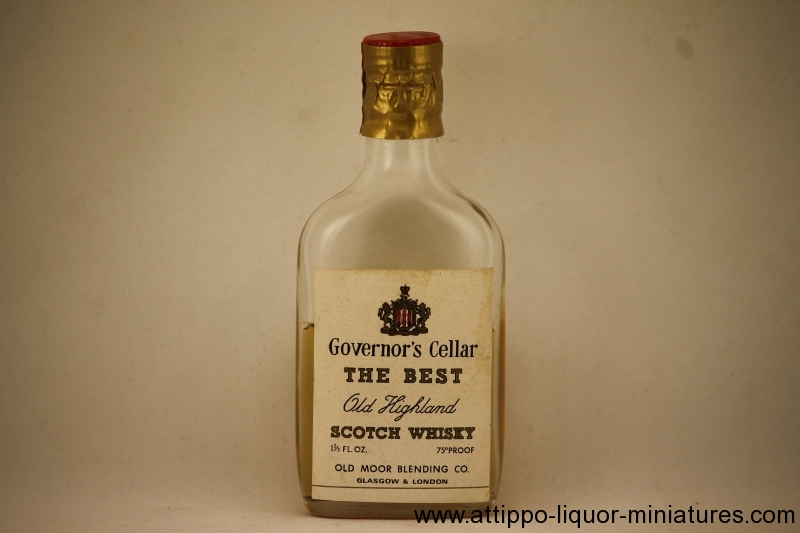 Governor's Cellar
THE BEST
Old Highland
SCOTCH WHISKY
1⅗ FL. OZ. 75° PROOF
OLD MOOR BLENDING CO.
GLASGOW & LONDON
www.attippo-liquor-miniatures.com